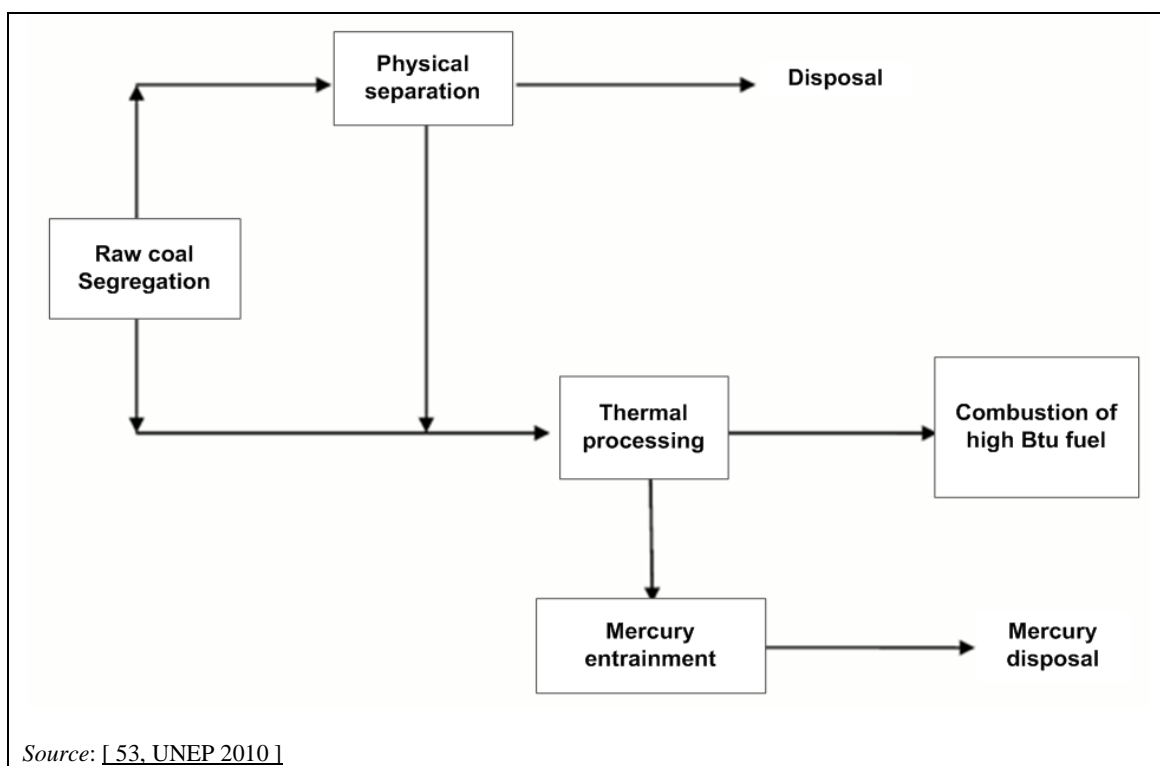 Physical
separation
Disposal
Raw coal
Segregation
Thermal
processing
Combustion of
high Btu fuel
Mercury
entrainment
Mercury
disposal
Source: [ 53, UNEP 2010 ]